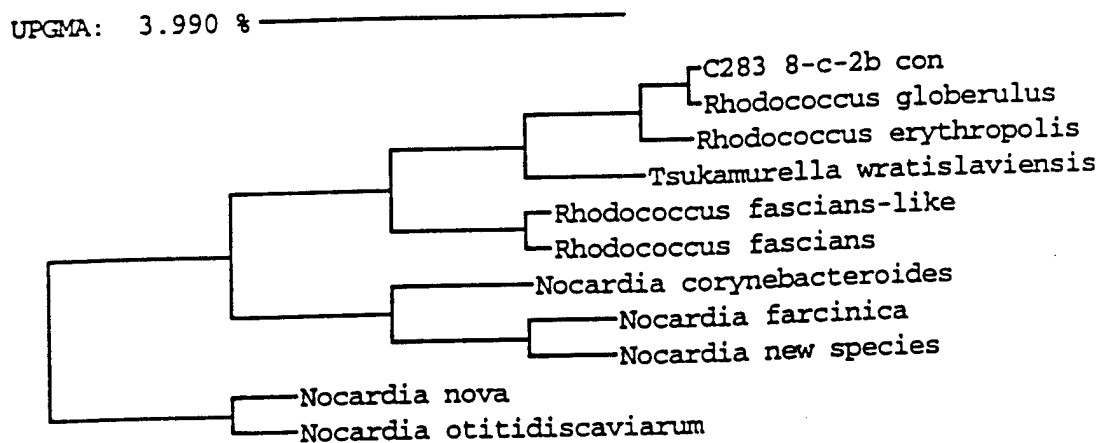 UPGMA: 3.990 %
C283 8-c-2b con
Rhodococcus globerulus
Rhodococcus erythropolis
Tsukamurella wratislaviensis
Rhodococcus fascians-like
Rhodococcus fascians
Nocardia corynebacteroides
Nocardia farcinica
Nocardia new species
Nocardia nova
Nocardia otitidiscaviarum